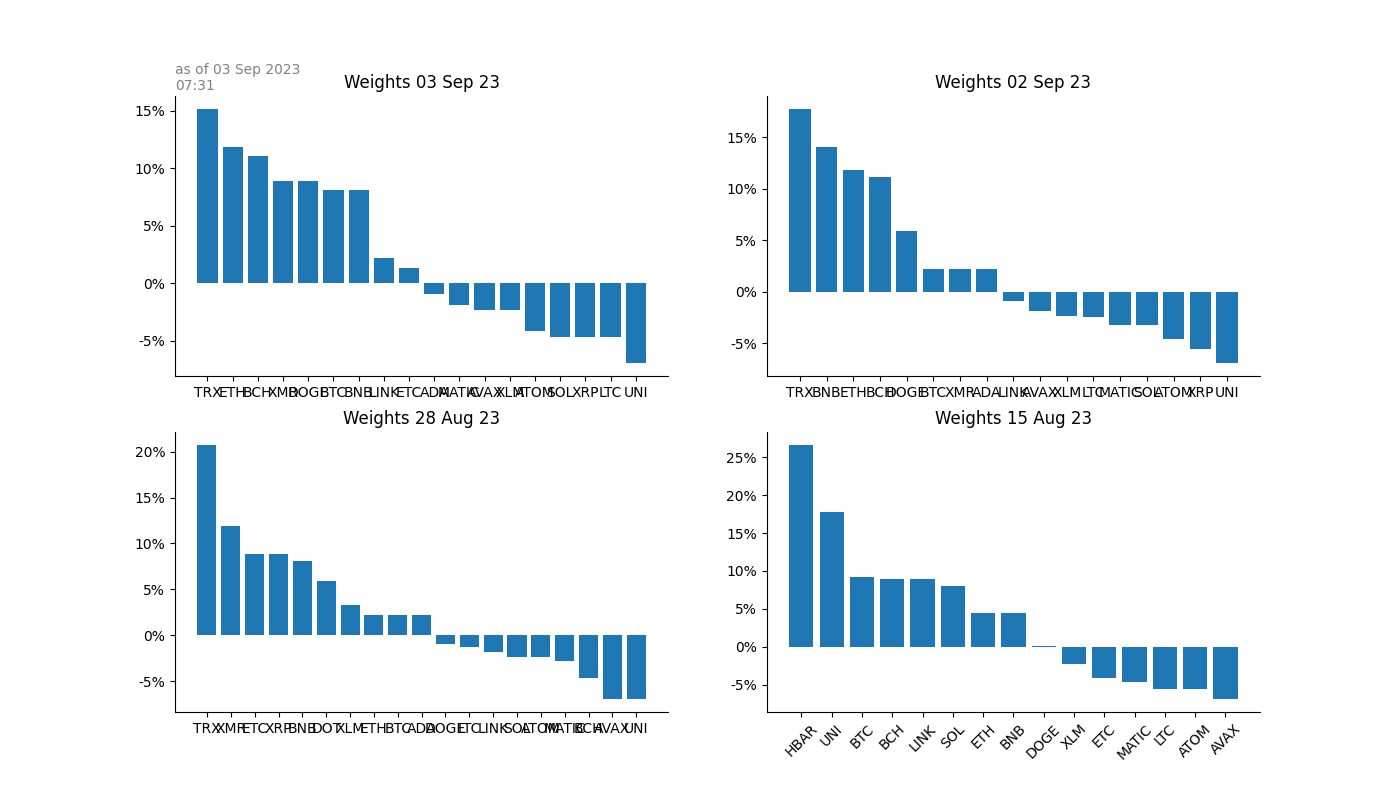 as of 03 Sep 2023
07:31
Weights 03 Sep 23
15%
10%
5%
0%
-5%
TRX ETH BCH XMR DOGE BTC BNB LINK ETC ADA MATIC AVAX XLM ATOM SOL XRP LTC UNI
Weights 02 Sep 23
15%
10%
5%
0%
-5%
TRX BNB ETH BCH DOGE BTC XMR ADA LINK AVAX XLM LTC MATIC SOL ATOM XRP UNI
Weights 28 Aug 23
20%
15%
10%
5%
0%
-5%
TRX XMR ETC XRP BNB DOT XLM ETH BTC ADA DOGE LTC LINK SOL ATOM MATIC BCH AVAX UNI
Weights 15 Aug 23
25%
20%
15%
10%
5%
0%
-5%
HBAR UNI BTC BCH LINK SOL ETH BNB DOGE XLM ETC MATIC LTC ATOM AVAX